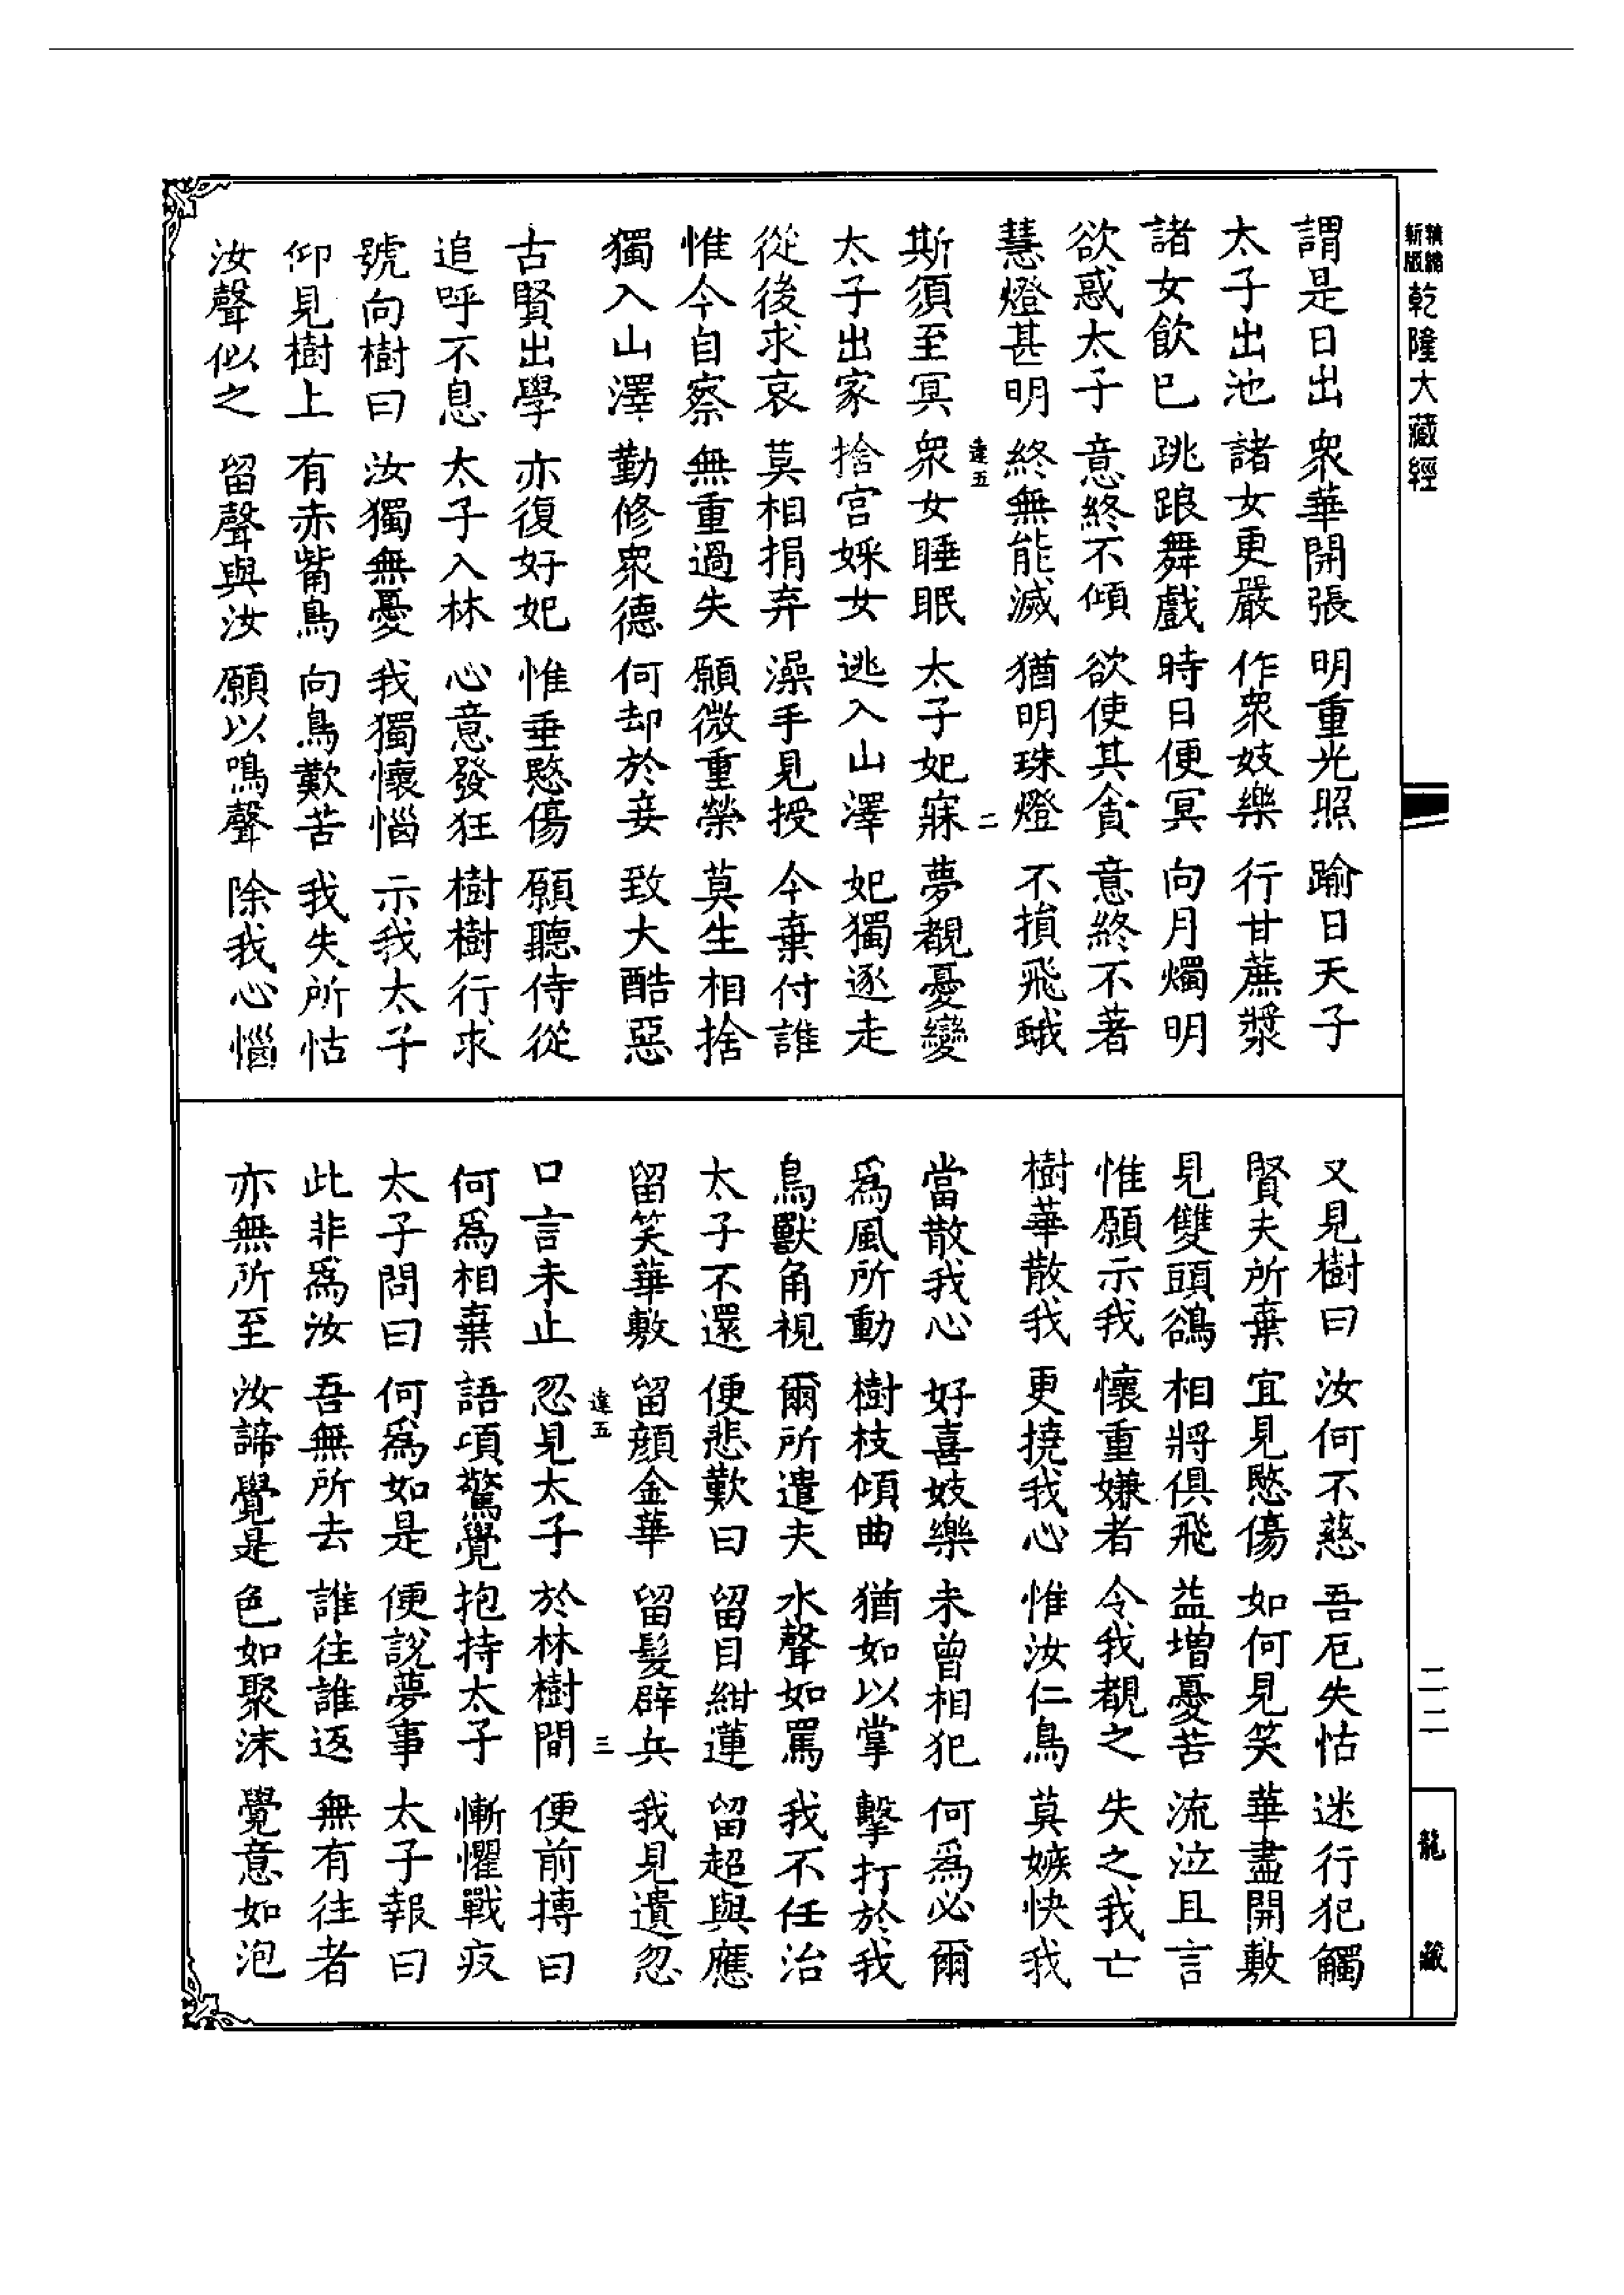 精縮新版乾隆大藏經
謂是日出 衆華開張 明重光照 踰日天子
太子出池 諸女更嚴 作衆妓樂 行甘蔗漿
諸女飲已 跳踉舞戲 時日便冥 向月燭明
欲惑太子 意終不傾 欲使其貪 意終不著
慧燈甚明 終無能滅 猶明珠燈 不損飛蛾
達五 二
斯須至冥 衆女睡眠 太子妃寐 夢覩憂變
太子出家 捨宮婇女 逃入山澤 妃獨逐走
從後求哀 莫相捐弃 澡手見授 今棄付誰
惟今自察 無重過失 願微重榮 莫生相捨
獨入山澤 勤修衆德 何却於妾 致大酷惡
古賢出學 亦復好妃 惟垂愍傷 願聽侍從
追呼不息 太子入林 心意發狂 樹樹行求
號向樹曰 汝獨無憂 我獨懷惱 示我太子
仰見樹上 有赤觜鳥 向鳥歎苦 我失所怙
汝聲似之 留聲與汝 願以鳴聲 除我心惱
又見樹曰 汝何不慈 吾厄失怙 迷行犯觸
賢夫所棄 宜見愍傷 如何見笑 華盡開敷
見雙頭鵒 相將俱飛 益增憂苦 流泣且言
惟願示我 懷重嫌者 令我覩之 失之我亡
樹華散我 更撓我心 惟汝仁鳥 莫嫉快我
當散我心 好喜妓樂 未曾相犯 何爲必爾
爲風所動 樹枝傾曲 猶如以掌 擊打於我
鳥獸角視 爾所遣夫 水聲如罵 我不任治
太子不還 便悲歎曰 留目紺蓮 留超與應
留笑華敷 留顏金華 留髮辟兵 我見遺忽
達五 三
口言未止 忽見太子 於林樹間 便前搏曰
何爲相棄 語頃驚覺 抱持太子 慚懼戰疚
太子問曰 何爲如是 便說夢事 太子報曰
此非爲汝 吾無所去 誰往誰返 無有往者
亦無所至 汝諦覺是 色如聚沫 覺意如泡
二二
龍藏